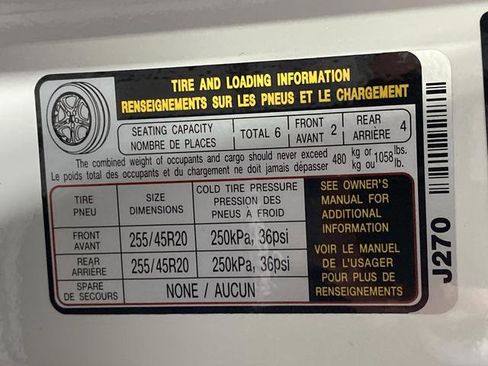 TIRE AND LOADING INFORMATION
RENSEIGNEMENTS SUR LES PNEUS ET LE CHARGEMENT
SEATING CAPACITY
NOMBRE DE PLACES
TOTAL 6
FRONT
AVANT 2
REAR
ARRIÈRE 4
The combined weight of occupants and cargo should never exceed 480 kg or 1058 lbs.
Le poids total des occupants et du chargement ne doit jamais dépasser kg ou lb.
TIRE
PNEU
SIZE
DIMENSIONS
COLD TIRE PRESSURE
PRESSION DES
PNEUS A FROID
FRONT
AVANT
255/45R20
250kPa, 36psi
REAR
ARRIÈRE
255/45R20
250kPa, 36psi
SPARE
DE SECOURS
NONE / AUCUN
SEE OWNER'S
MANUAL FOR
ADDITIONAL
INFORMATION
VOIR LE MANUEL
DE L'USAGER
POUR PLUS DE
RENSEIGNEMENTS
J270